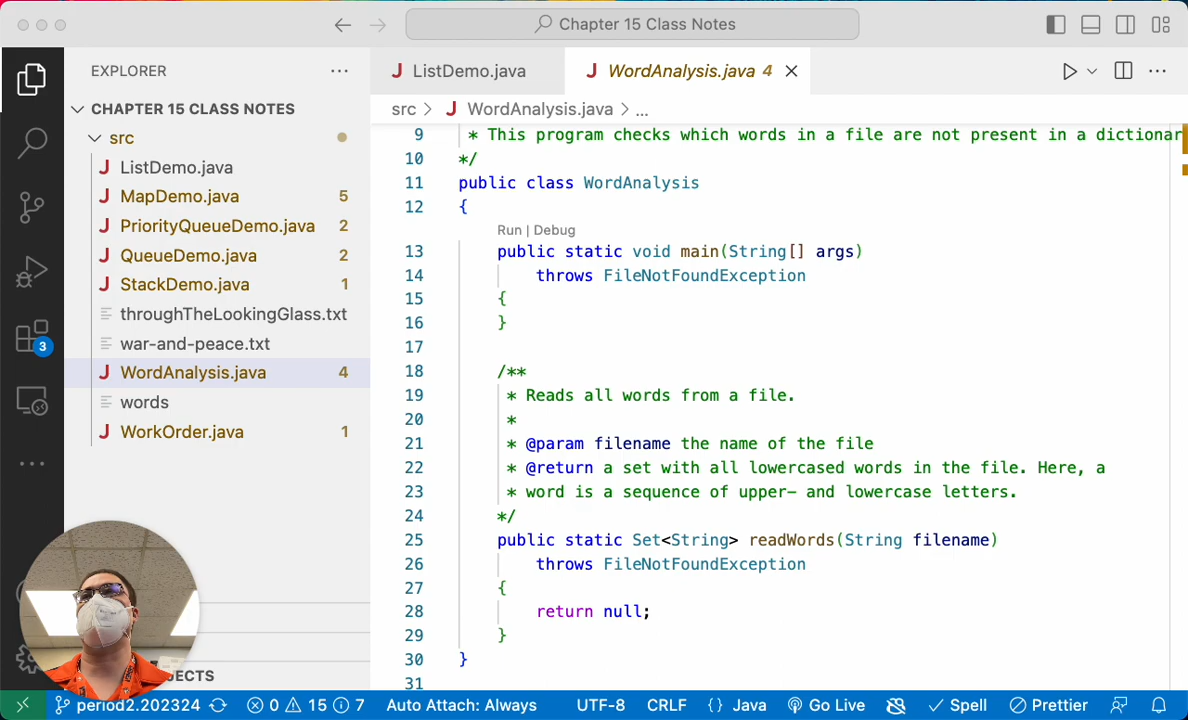 Chapter 15 Class Notes
EXPLORER
CHAPTER 15 CLASS NOTES
src
ListDemo.java
MapDemo.java 5
PriorityQueueDemo.java 2
QueueDemo.java 2
StackDemo.java 1
throughTheLookingGlass.txt
war-and-peace.txt
WordAnalysis.java 4
words
WorkOrder.java 1
3
JECTS
ListDemo.java
WordAnalysis.java 4
src > WordAnalysis.java > ...
9 * This program checks which words in a file are not present in a dictionar
10 */
11 public class WordAnalysis
12 {
Run | Debug
13 public static void main(String[] args)
14 throws FileNotFoundException
15 {
16 }
17
18 /**
19 * Reads all words from a file.
20 *
21 * @param filename the name of the file
22 * @return a set with all lowercased words in the file. Here, a
23 * word is a sequence of upper- and lowercase letters.
24 */
25 public static Set<String> readWords(String filename)
26 throws FileNotFoundException
27 {
28 return null;
29 }
30 }
31
period2.202324 0 15 7 Auto Attach: Always UTF-8 CRLF {} Java Go Live Spell Prettier